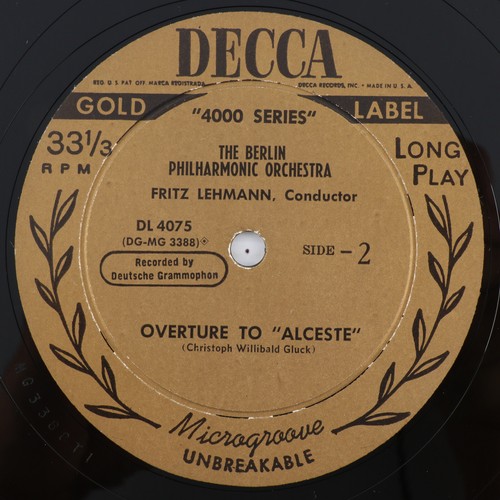 DECCA
REG. U.S. PAT. OFF. MARCA REGISTRADA
DECCA RECORDS, INC. • MADE IN U.S.A.
GOLD LABEL
"4000 SERIES"
33 1/3
RPM
LONG
PLAY
THE BERLIN
PHILHARMONIC ORCHESTRA
FRITZ LEHMANN, Conductor
DL 4075
(DG-MG 3388)
SIDE - 2
Recorded by
Deutsche Grammophon
OVERTURE TO "ALCESTE"
(Christoph Willibald Gluck)
Microgroove
UNBREAKABLE